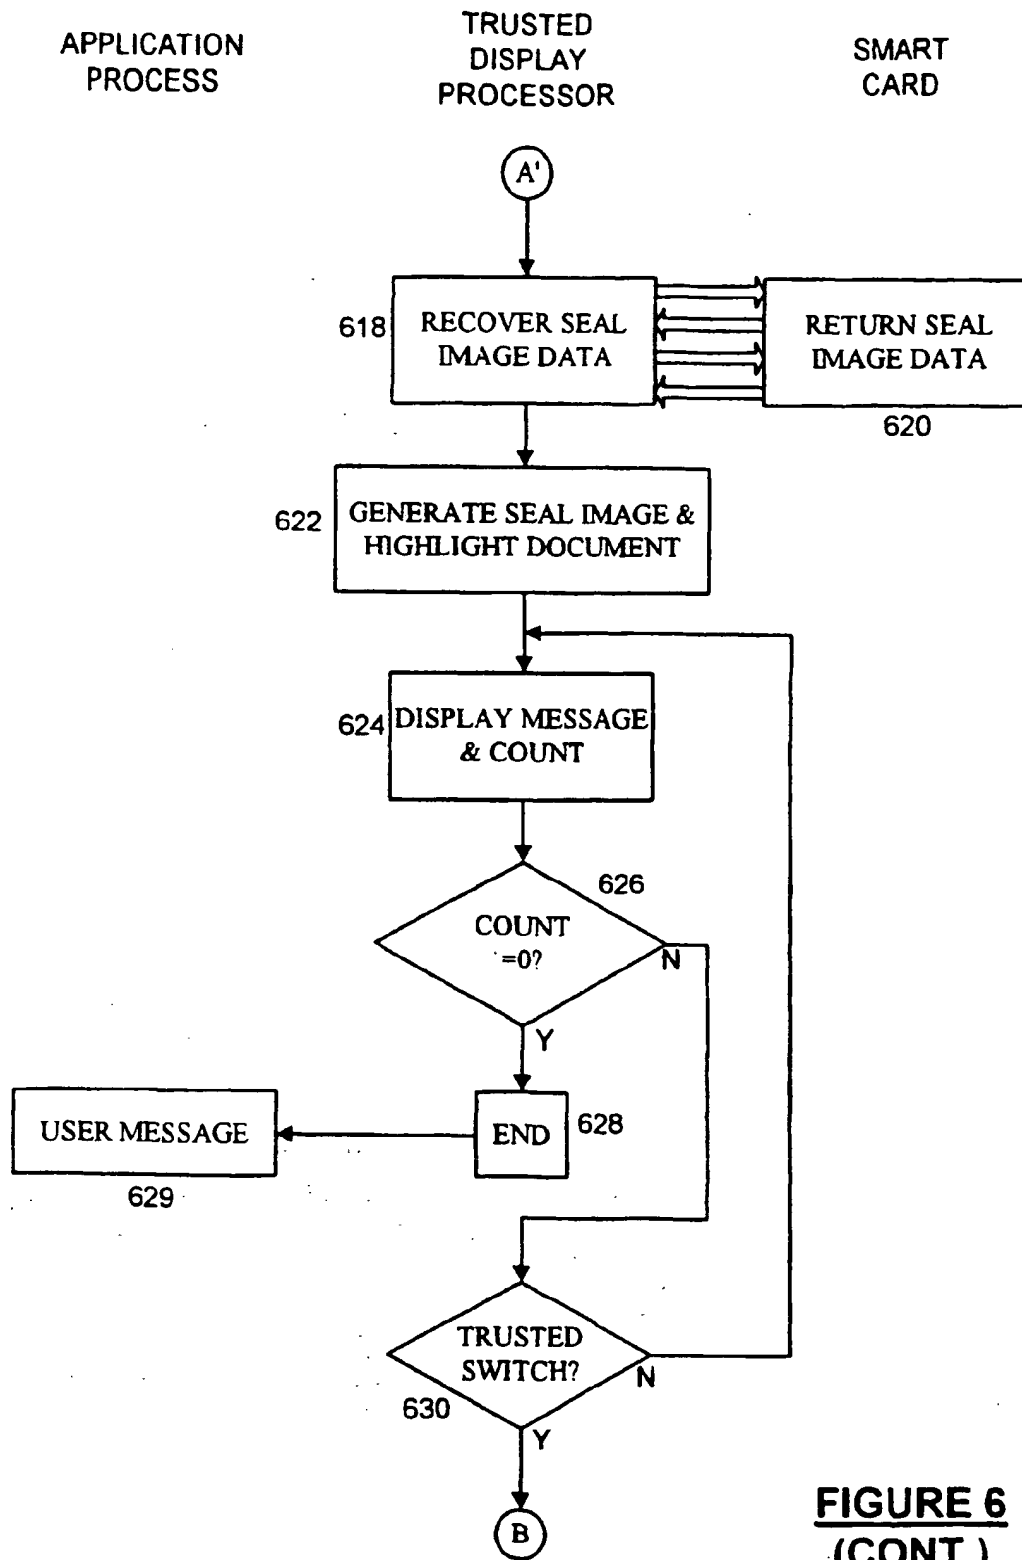 APPLICATION
PROCESS
TRUSTED
DISPLAY
PROCESSOR
SMART
CARD
A'
618
RECOVER SEAL
IMAGE DATA
RETURN SEAL
IMAGE DATA
620
622
GENERATE SEAL IMAGE &
HIGHLIGHT DOCUMENT
624
DISPLAY MESSAGE
& COUNT
626
COUNT
=0?
N
Y
USER MESSAGE
629
END
628
TRUSTED
SWITCH?
N
630
Y
B
FIGURE 6
(CONT.)